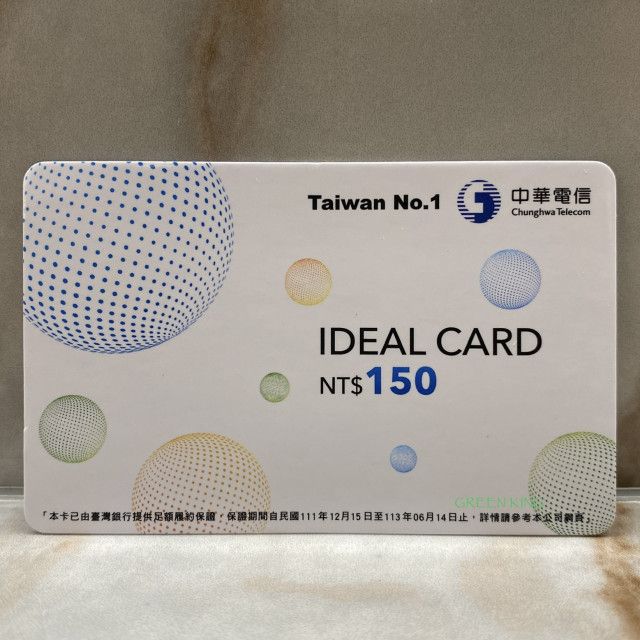 Taiwan No.1
中華電信
Chunghwa Telecom
IDEAL CARD
NT$150
GREEN
「本卡已由臺灣銀行提供足額履約保證，保證期間自民國111年12月15日至113年06月14日止，詳情請參考本公司網頁」